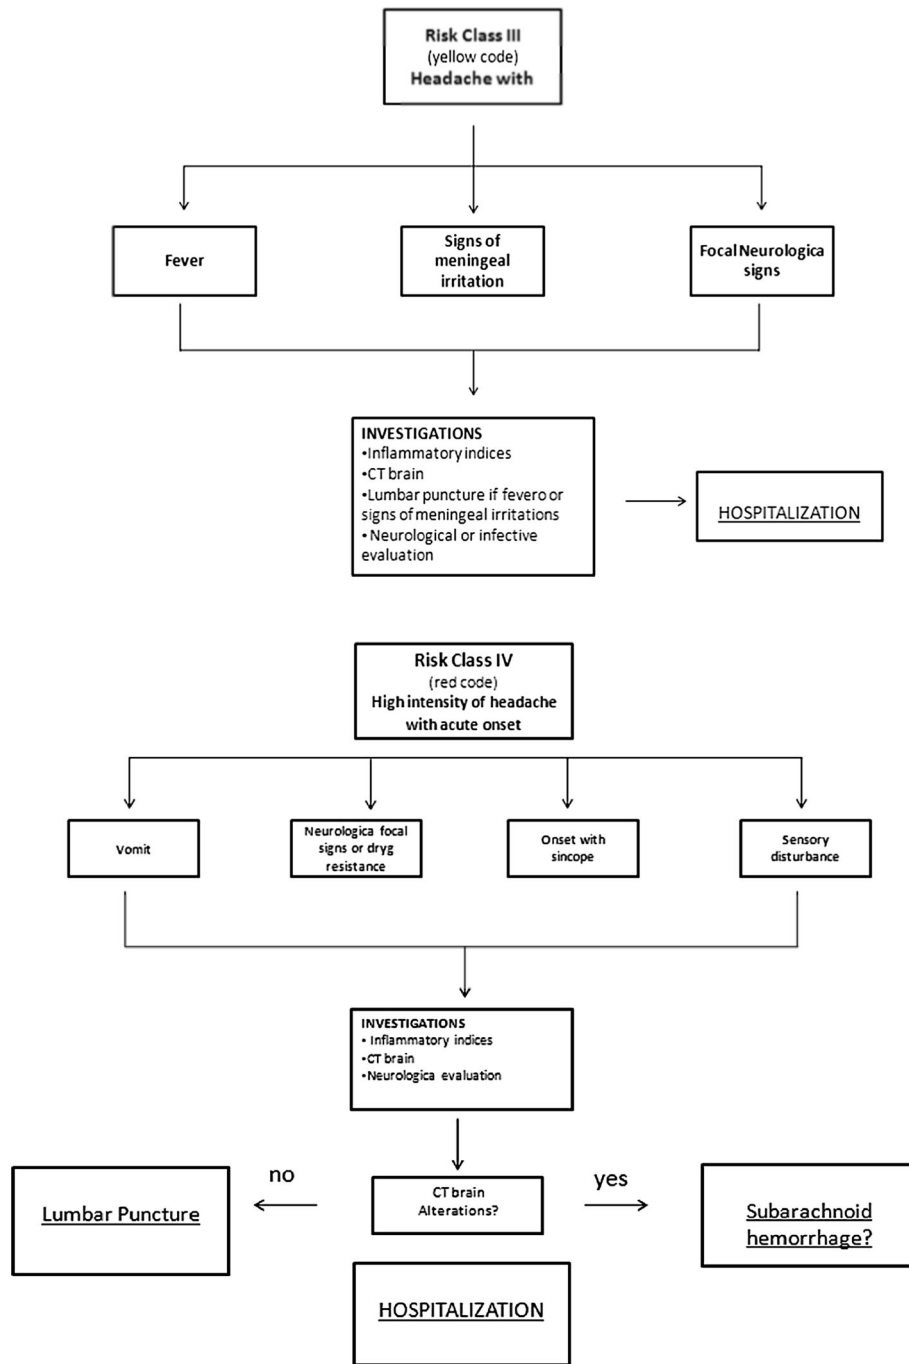 Risk Class III
(yellow code)
Headache with
Fever
Signs of
meningeal
irritation
Focal Neurologica
signs
INVESTIGATIONS
•Inflammatory indices
•CT brain
•Lumbar puncture if fevero or
signs of meningeal irritations
• Neurological or infective
evaluation
HOSPITALIZATION
Risk Class IV
(red code)
High intensity of headache
with acute onset
Vomit
Neurologica focal
signs or dryg
resistance
Onset with
sincope
Sensory
disturbance
INVESTIGATIONS
• Inflammatory indices
•CT brain
•Neurologica evaluation
no
yes
Lumbar Puncture
CT brain
Alterations?
Subarachnoid
hemorrhage?
HOSPITALIZATION